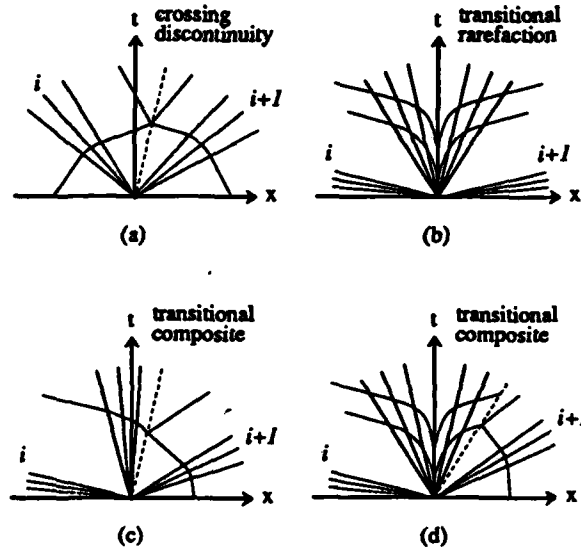 t crossing
discontinuity
i
i+1
x
(a)
t transitional
rarefaction
i
i+1
x
(b)
t transitional
composite
i
i+1
x
(c)
t transitional
composite
i
i+
x
(d)